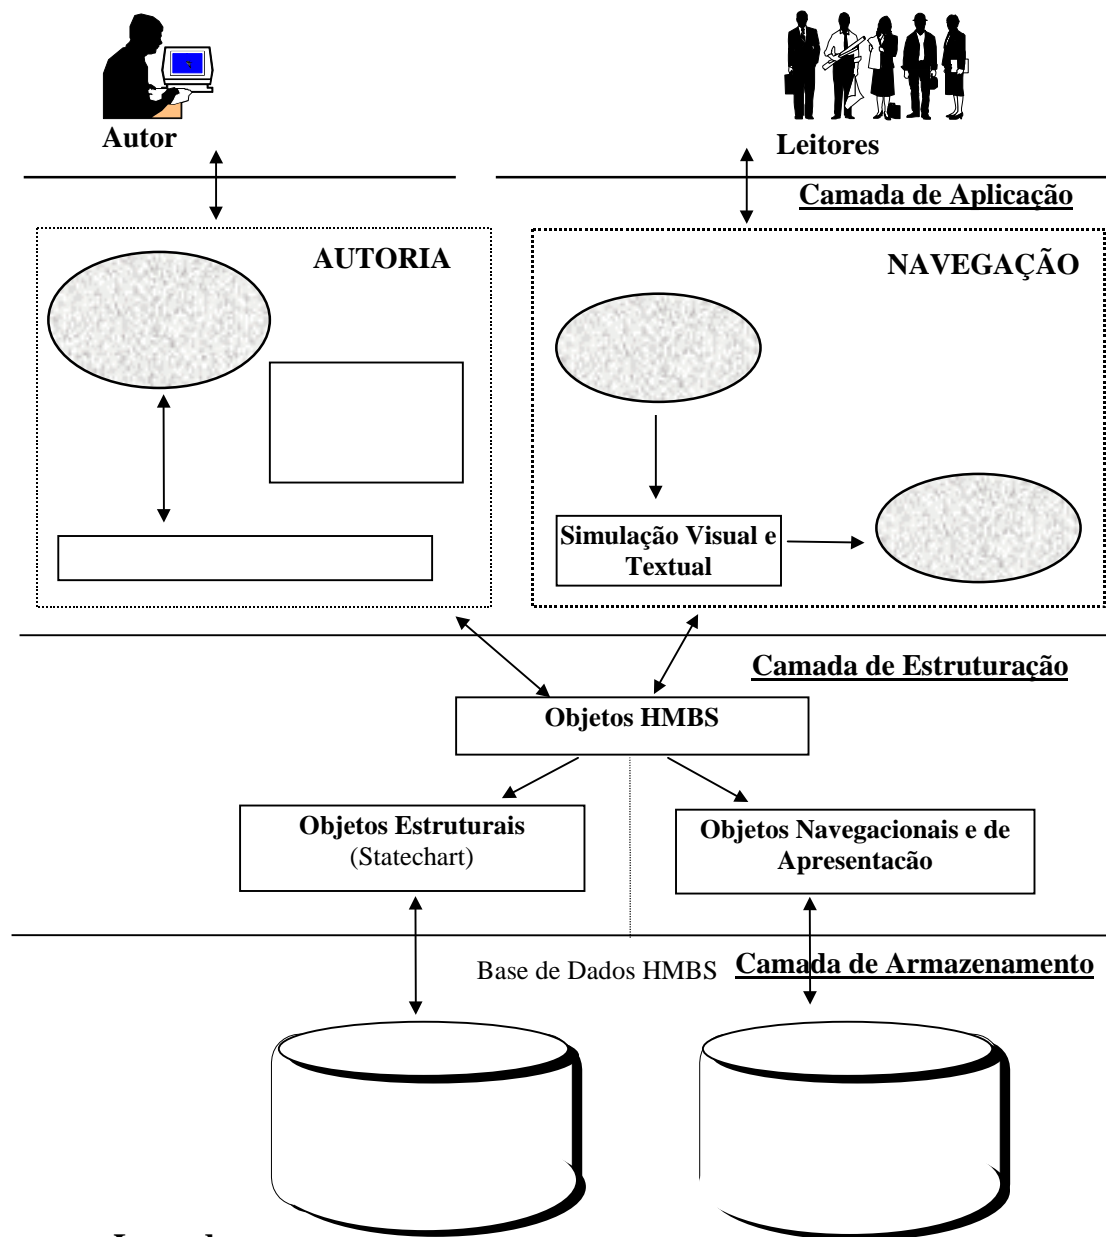 Autor
Leitores
Camada de Aplicação
AUTORIA
NAVEGAÇÃO
Simulação Visual e
Textual
Camada de Estruturação
Objetos HMBS
Objetos Estruturais
(Statechart)
Objetos Navegacionais e de
Apresentacão
Base de Dados HMBS
Camada de Armazenamento